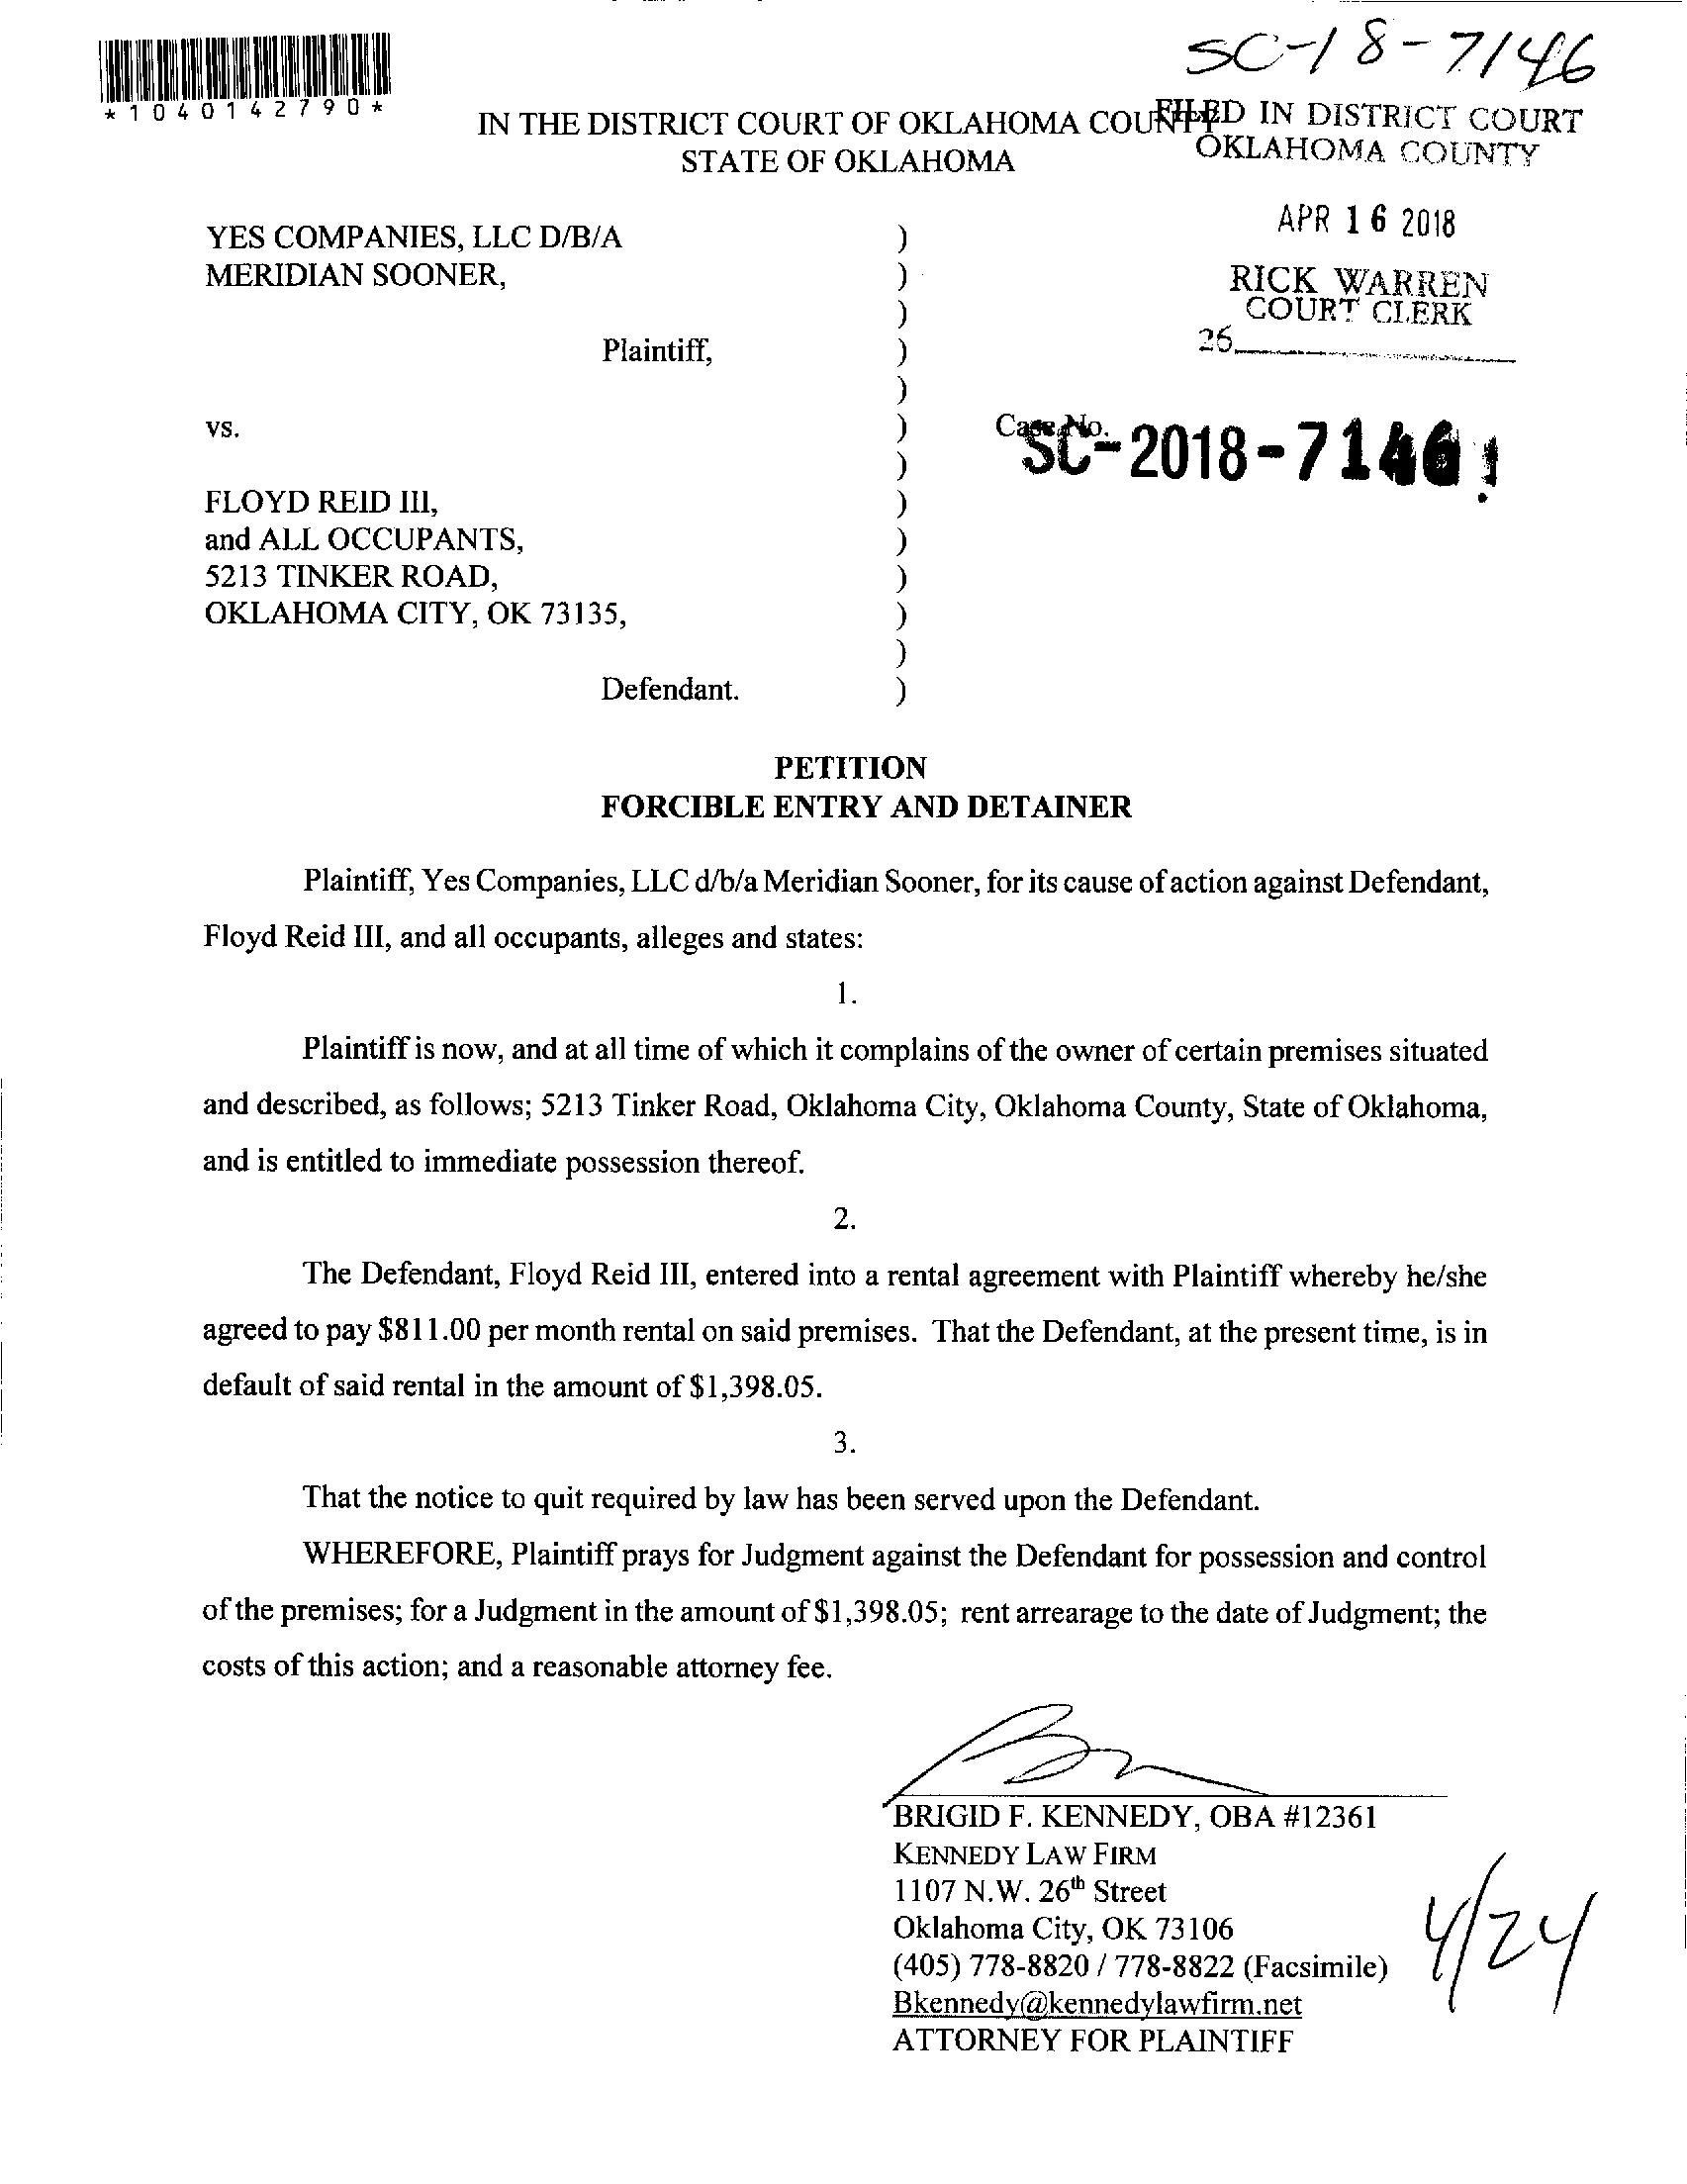 SC-18-7146
*1040142790*
IN THE DISTRICT COURT OF OKLAHOMA COUNTY
STATE OF OKLAHOMA
FILED IN DISTRICT COURT
OKLAHOMA COUNTY
APR 16 2018
RICK WARREN
COURT CLERK
26
YES COMPANIES, LLC D/B/A )
MERIDIAN SOONER, )
)
Plaintiff, )
)
vs. )
Case No.
SC-2018-7146
)
FLOYD REID III, )
and ALL OCCUPANTS, )
5213 TINKER ROAD, )
OKLAHOMA CITY, OK 73135, )
)
Defendant. )
PETITION
FORCIBLE ENTRY AND DETAINER
Plaintiff, Yes Companies, LLC d/b/a Meridian Sooner, for its cause of action against Defendant,
Floyd Reid III, and all occupants, alleges and states:
1.
Plaintiff is now, and at all time of which it complains of the owner of certain premises situated
and described, as follows; 5213 Tinker Road, Oklahoma City, Oklahoma County, State of Oklahoma,
and is entitled to immediate possession thereof.
2.
The Defendant, Floyd Reid III, entered into a rental agreement with Plaintiff whereby he/she
agreed to pay $811.00 per month rental on said premises. That the Defendant, at the present time, is in
default of said rental in the amount of $1,398.05.
3.
That the notice to quit required by law has been served upon the Defendant.
WHEREFORE, Plaintiff prays for Judgment against the Defendant for possession and control
of the premises; for a Judgment in the amount of $1,398.05; rent arrearage to the date of Judgment; the
costs of this action; and a reasonable attorney fee.
BRIGID F. KENNEDY, OBA #12361
KENNEDY LAW FIRM
1107 N.W. 26th Street
Oklahoma City, OK 73106
(405) 778-8820 / 778-8822 (Facsimile)
Bkennedy@kennedylawfirm.net
ATTORNEY FOR PLAINTIFF
4/24